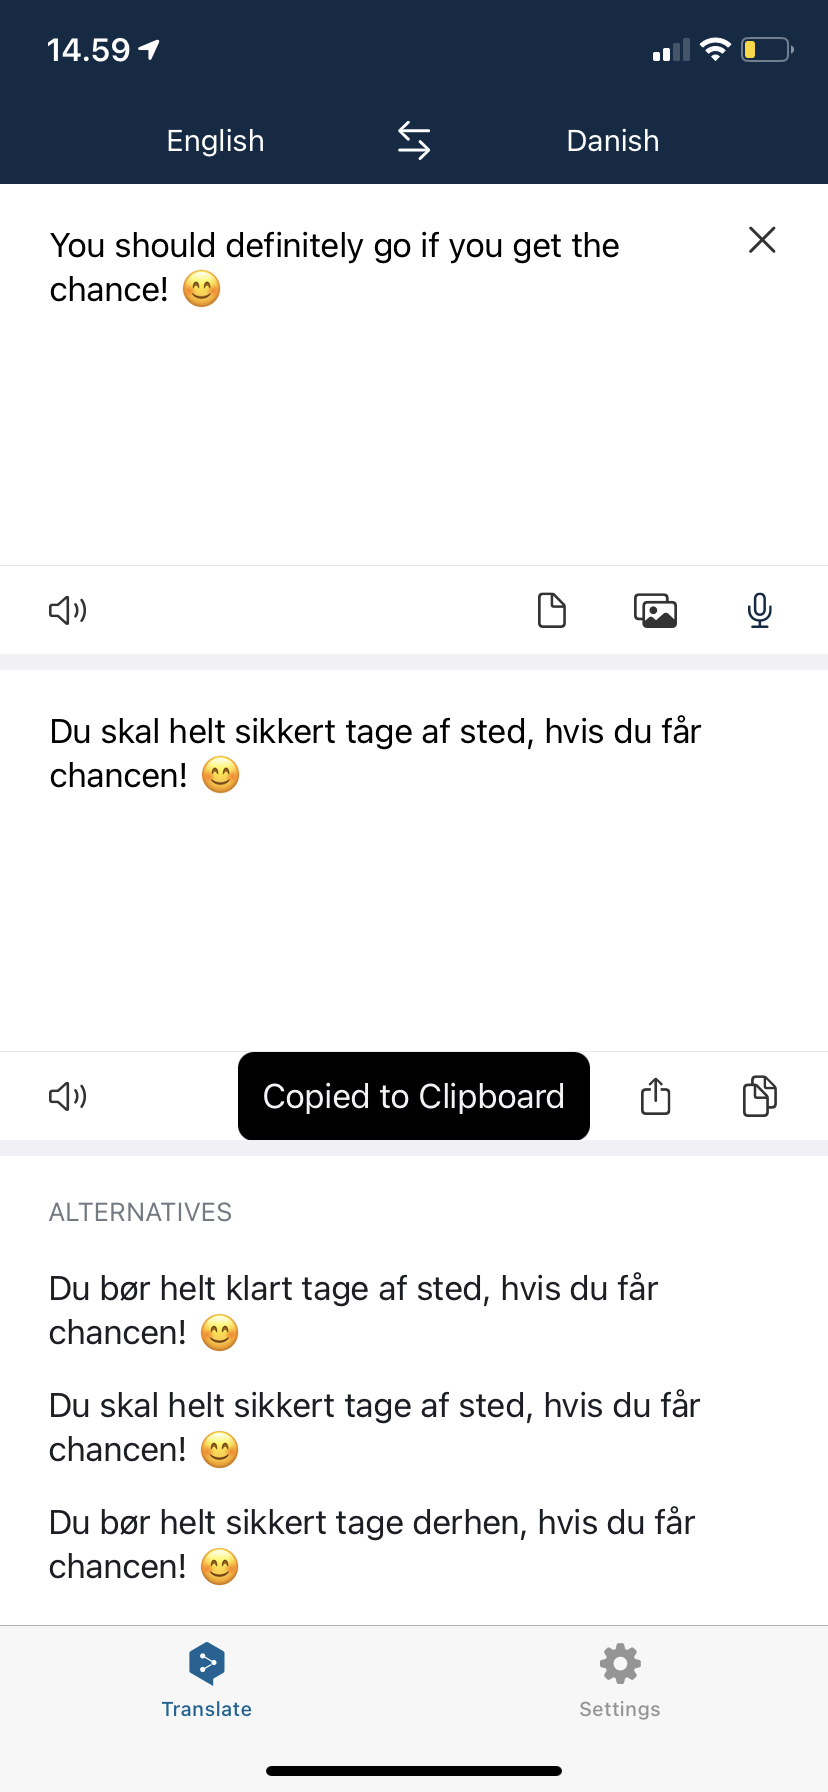 14.59
English
Danish
You should definitely go if you get the
chance! 😊
Du skal helt sikkert tage af sted, hvis du får
chancen! 😊
Copied to Clipboard
ALTERNATIVES
Du bør helt klart tage af sted, hvis du får
chancen! 😊
Du skal helt sikkert tage af sted, hvis du får
chancen! 😊
Du bør helt sikkert tage derhen, hvis du får
chancen! 😊
Translate
Settings